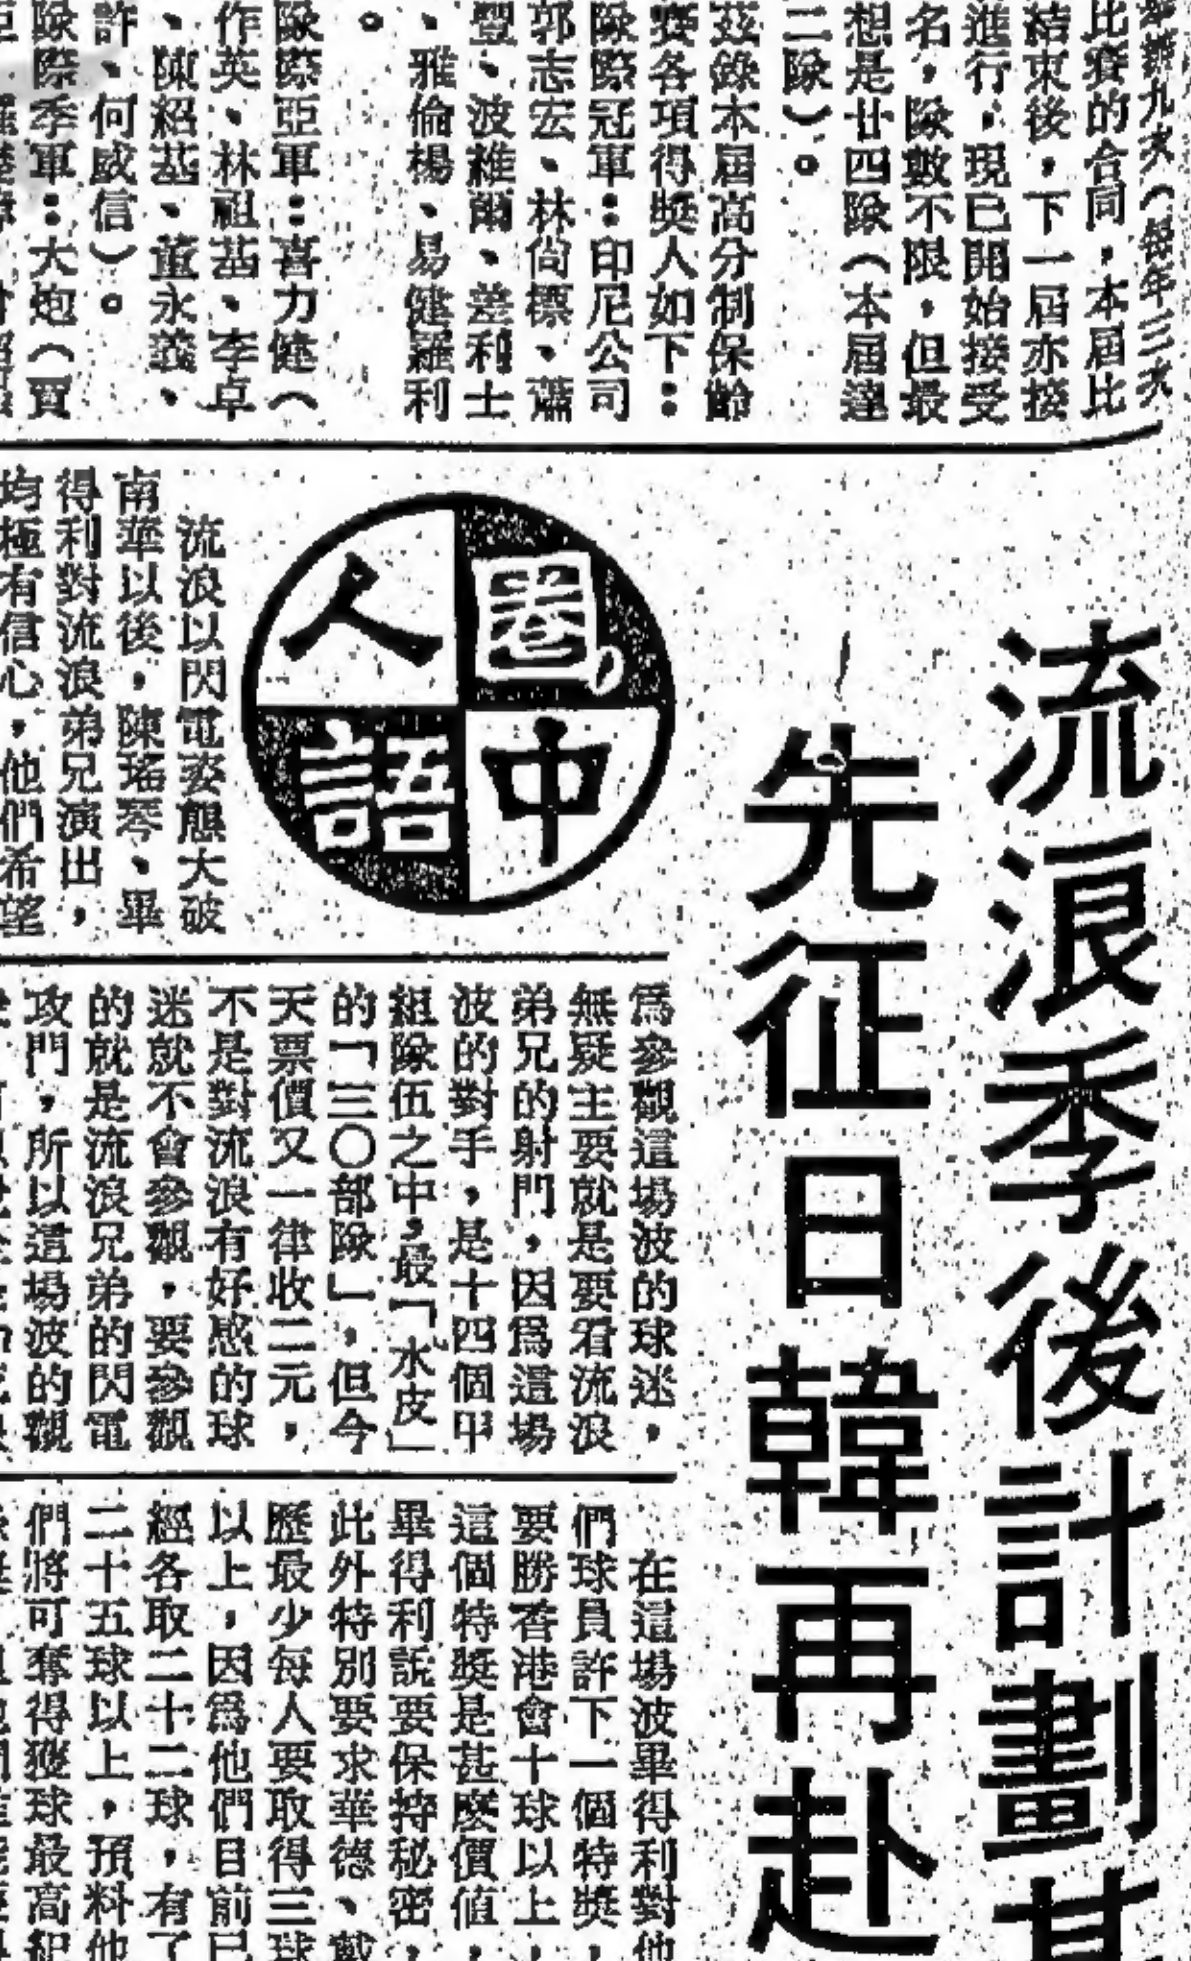 比賽的合同，本屆比
結束後，下一屆亦接
進行，現已開始接受
名，隊數不限，但最
想是廿四隊（本屆達
二隊）。
茲錄本屆高分制保齡
賽各項得獎人如下：
隊際冠軍：印尼公司
郭志宏、林尙標、蕭
豐、波維爾、差利士
、雅倫楊、易健羅利
。
隊際亞軍：喜力健（
作英、林祖喆、李卓
、陳紹基、董永義、
許、何威信）。
隊際季軍：大炮（賈
流浪季後計劃
先征日韓再赴
圈中人語
流浪以閃電姿態大破
南華以後，陳瑤琴、畢
得利對流浪弟兄演出，
均極有信心，他們希望
爲參觀這場波的球迷，
無疑主要就是要看流浪
弟兄的射門，因爲這場
波的對手，是十四個甲
組隊伍之中，最「水皮」
的「三〇部隊」，但今
天票價又一律收二元，
不是對流浪有好感的球
迷就不會參觀，要參觀
的就是流浪兄弟的閃電
攻門，所以這場波的觀
在這場波畢得利對他
們球員許下一個特獎，
要勝香港會十球以上，
這個特獎是甚麼價值，
畢得利說要保持秘密，
此外特別要求華德、戴
歷最少每人要取得三球
以上，因爲他們目前已
經各取二十二球，有了
二十五球以上，預料他
們將可奪得獲球最高紀